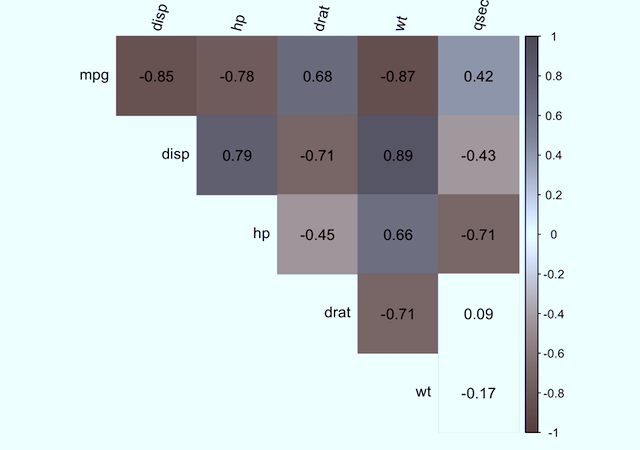 disp hp drat wt qsec
mpg -0.85 -0.78 0.68 -0.87 0.42
disp 0.79 -0.71 0.89 -0.43
hp -0.45 0.66 -0.71
drat -0.71 0.09
wt -0.17
1
0.8
0.6
0.4
0.2
0
-0.2
-0.4
-0.6
-0.8
-1